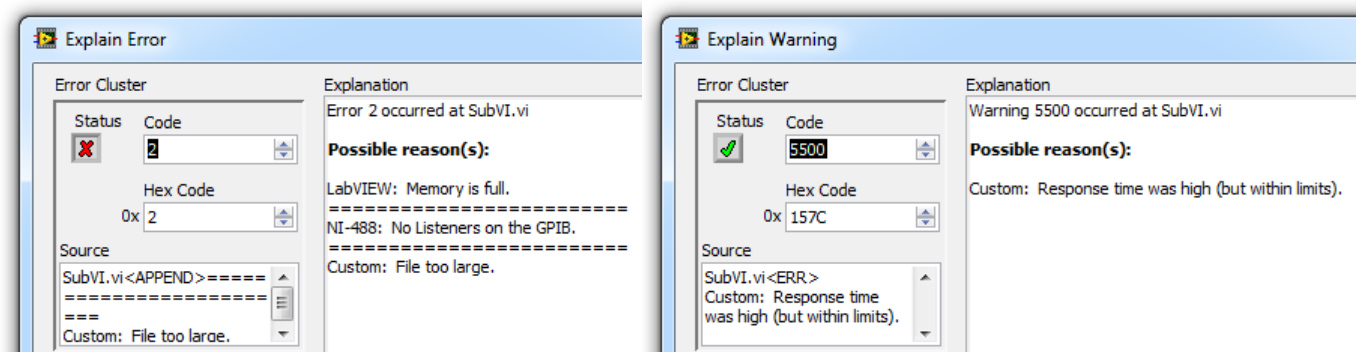 Explain Error
Error Cluster
Status Code
2
Hex Code
0x 2
Source
SubVI.vi<APPEND>=====
=================
===
Custom: File too large.
Explanation
Error 2 occurred at SubVI.vi
Possible reason(s):
LabVIEW: Memory is full.
=========================
NI-488: No Listeners on the GPIB.
=========================
Custom: File too large.
Explain Warning
Error Cluster
Status Code
5500
Hex Code
0x 157C
Source
SubVI.vi<ERR>
Custom: Response time
was high (but within limits).
Explanation
Warning 5500 occurred at SubVI.vi
Possible reason(s):
Custom: Response time was high (but within limits).